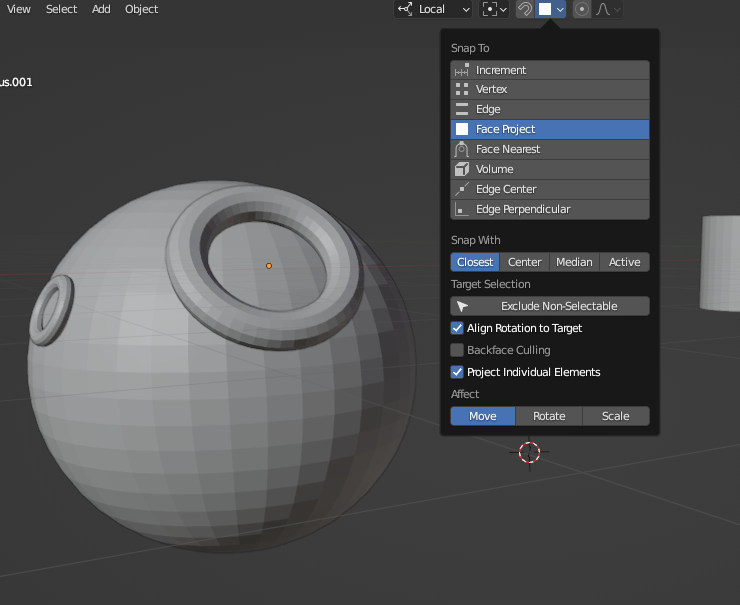 View Select Add Object Local
us.001
Snap To
Increment
Vertex
Edge
Face Project
Face Nearest
Volume
Edge Center
Edge Perpendicular
Snap With
Closest Center Median Active
Target Selection
Exclude Non-Selectable
Align Rotation to Target
Backface Culling
Project Individual Elements
Affect
Move Rotate Scale